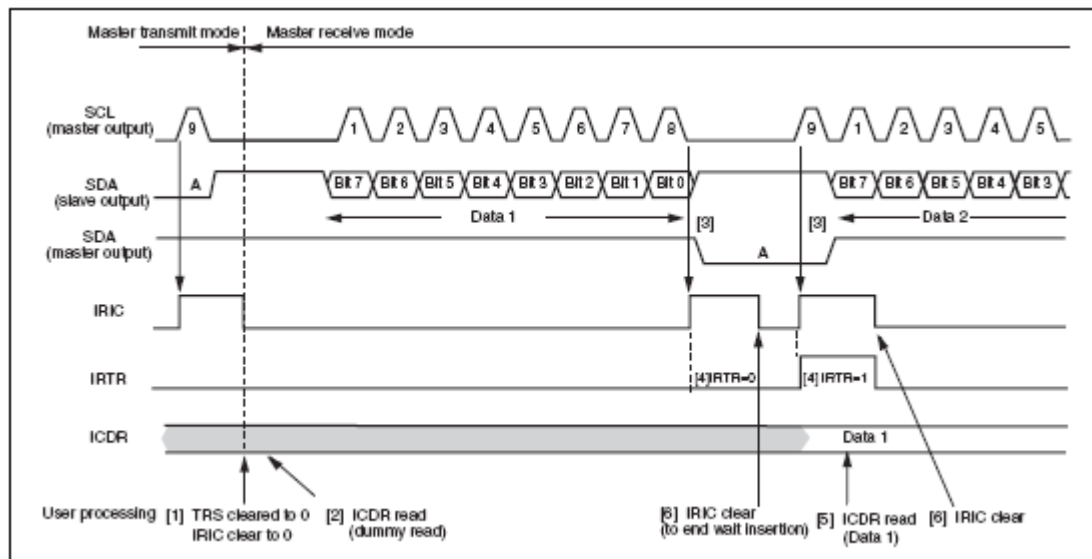 Master transmit mode Master receive mode
SCL
(master output)
9 1 2 3 4 5 6 7 8 9 1 2 3 4 5
SDA
(slave output)
A Bit 7 Bit 6 Bit 5 Bit 4 Bit 3 Bit 2 Bit 1 Bit 0 Bit 7 Bit 6 Bit 5 Bit 4 Bit 3
Data 1 [3] [3] Data 2
SDA
(master output)
A
IRIC
IRTR
[4]IRTR=0 [4] IRTR=1
ICDR
Data 1
User processing [1] TRS cleared to 0
IRIC clear to 0
[2] ICDR read
(dummy read)
[6] IRIC clear
(to end wait insertion)
[5] ICDR read
(Data 1)
[6] IRIC clear